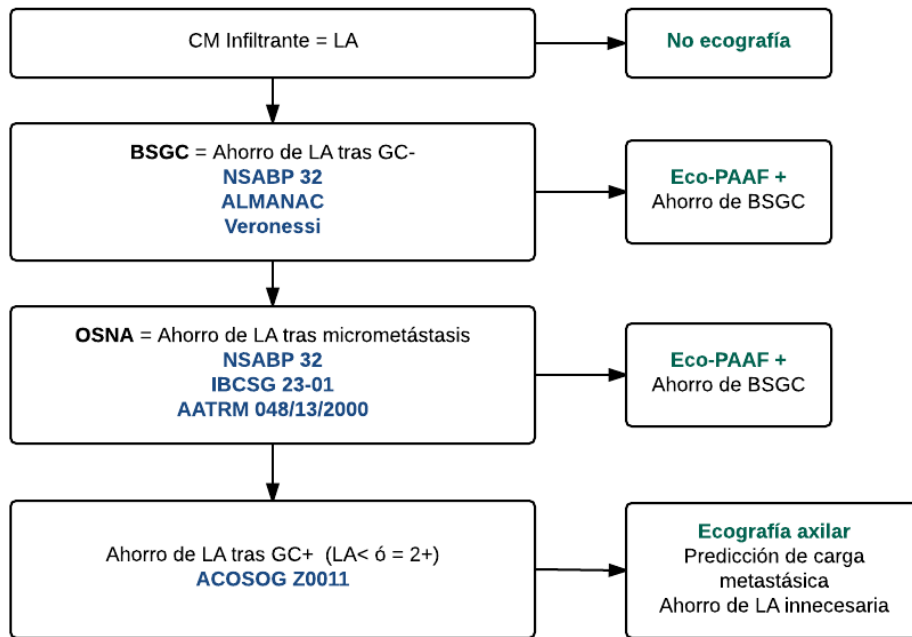 CM Infiltrante = LA
No ecografía
BSGC = Ahorro de LA tras GC-
NSABP 32
ALMANAC
Veronessi
Eco-PAAF +
Ahorro de BSGC
OSNA = Ahorro de LA tras micrometástasis
NSABP 32
IBCSG 23-01
AATRM 048/13/2000
Eco-PAAF +
Ahorro de BSGC
Ahorro de LA tras GC+  (LA< ó = 2+)
ACOSOG Z0011
Ecografía axilar
Predicción de carga
metastásica
Ahorro de LA innecesaria